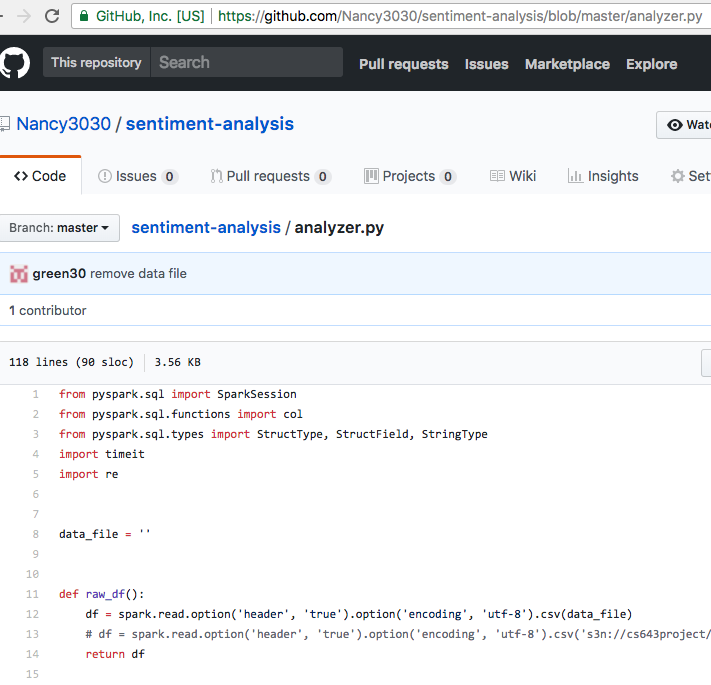 GitHub, Inc. [US] https://github.com/Nancy3030/sentiment-analysis/blob/master/analyzer.py
This repository Search Pull requests Issues Marketplace Explore
Nancy3030 / sentiment-analysis
<> Code Issues 0 Pull requests 0 Projects 0 Wiki Insights
Branch: master sentiment-analysis / analyzer.py
green30 remove data file
1 contributor
118 lines (90 sloc) 3.56 KB
1 from pyspark.sql import SparkSession
2 from pyspark.sql.functions import col
3 from pyspark.sql.types import StructType, StructField, StringType
4 import timeit
5 import re
6
7
8 data_file = ''
9
10
11 def raw_df():
12 df = spark.read.option('header', 'true').option('encoding', 'utf-8').csv(data_file)
13 # df = spark.read.option('header', 'true').option('encoding', 'utf-8').csv('s3n://cs643project/
14 return df
15